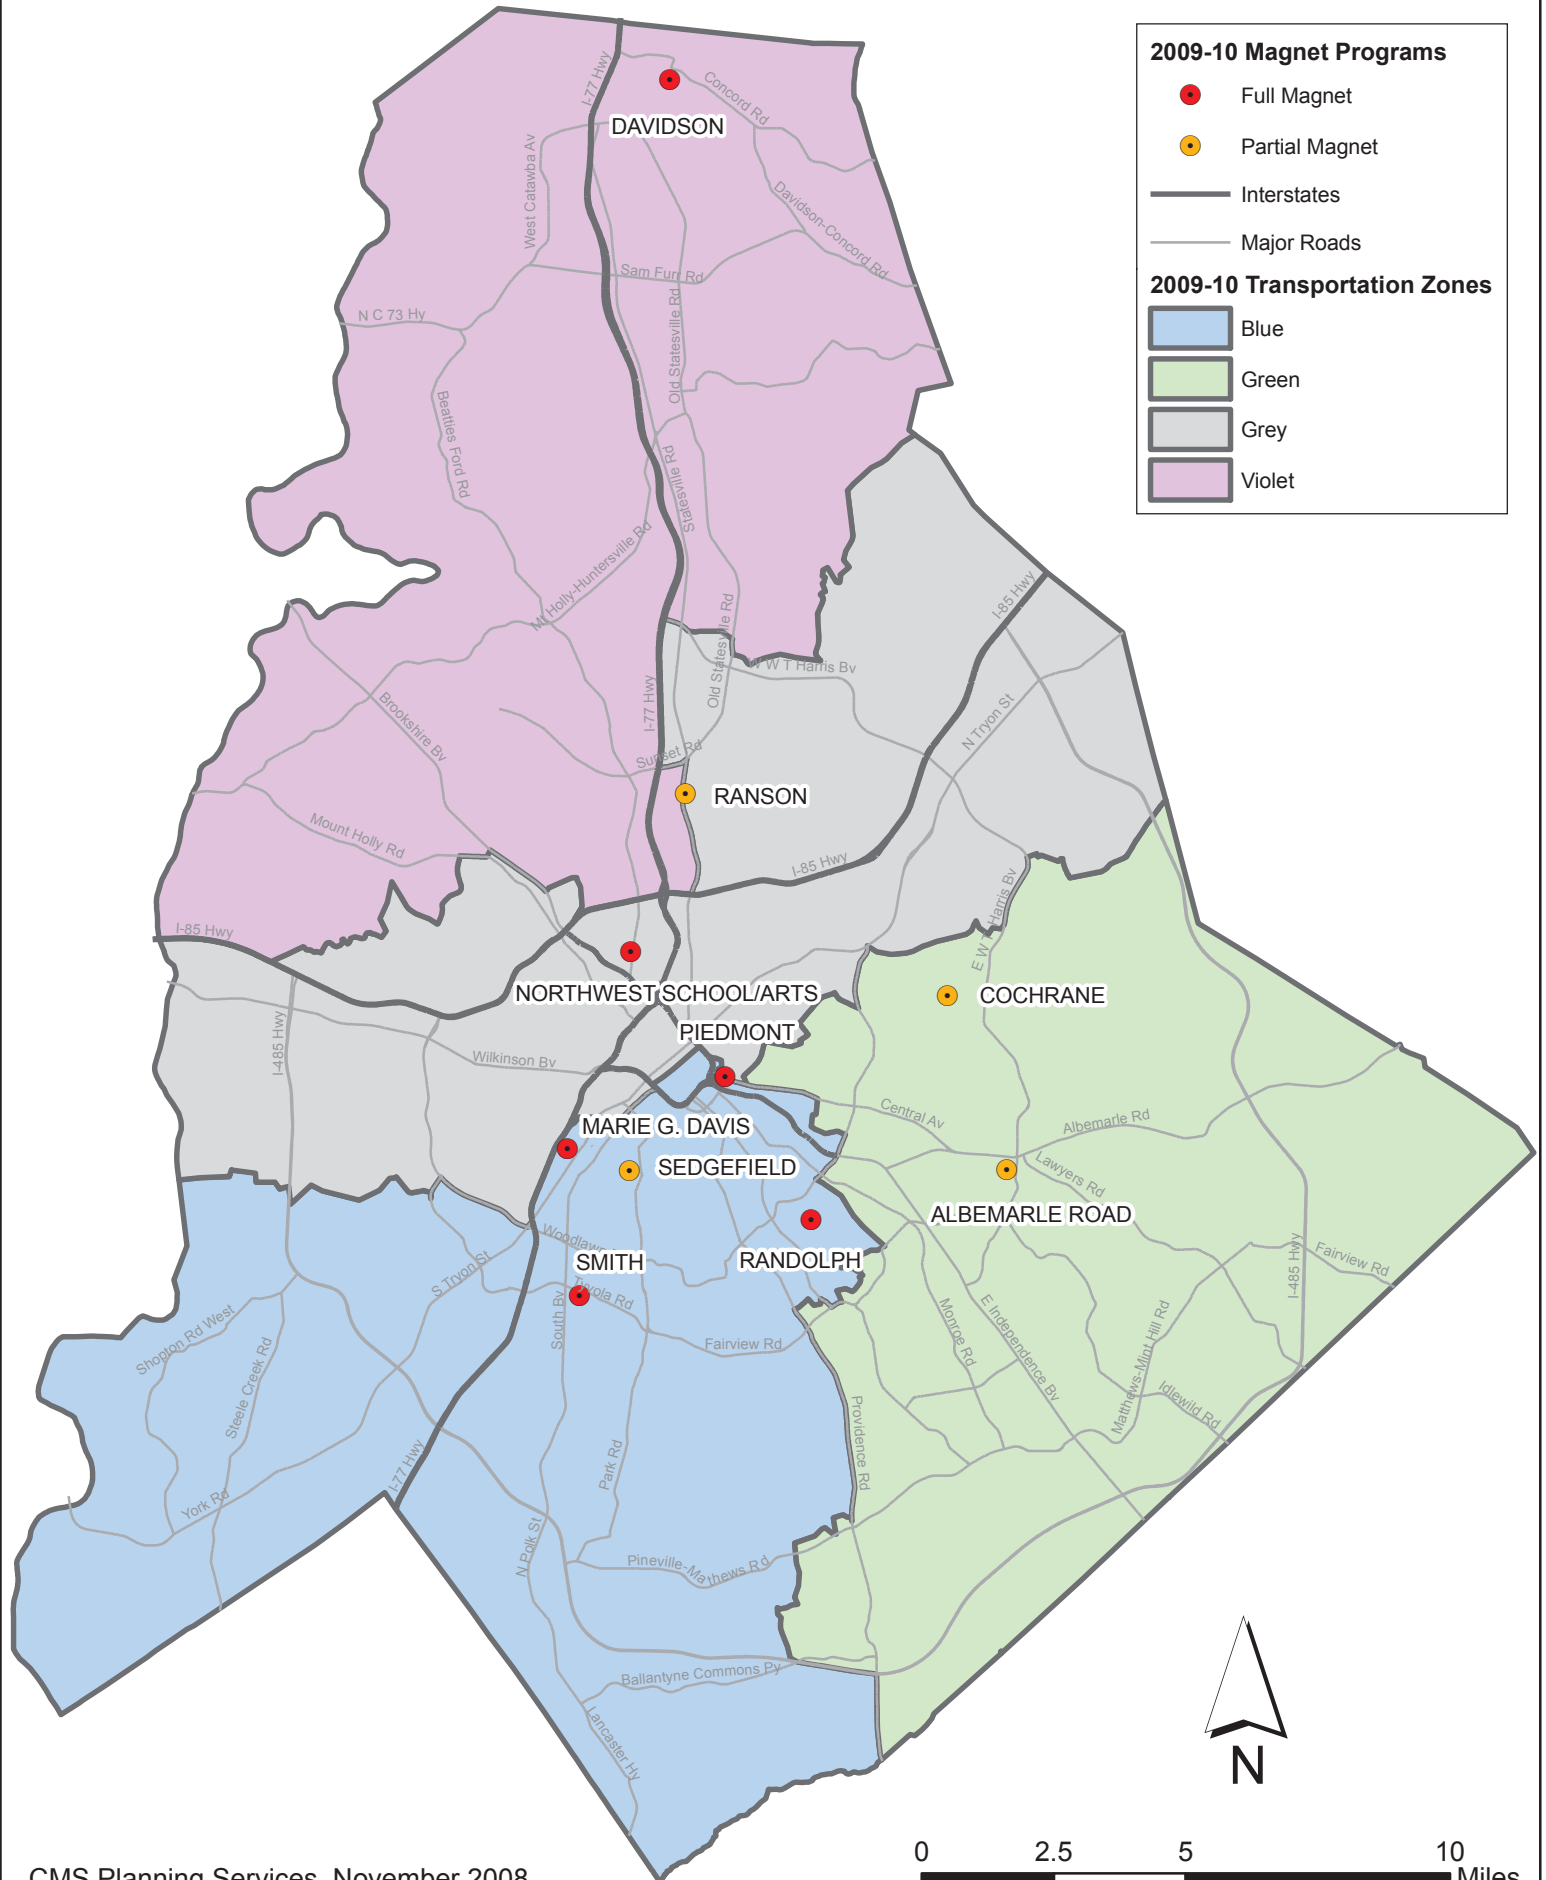 2009-10 Magnet Programs
Full Magnet
Partial Magnet
Interstates
Major Roads
2009-10 Transportation Zones
Blue
Green
Grey
Violet
I-77 Hwy
Concord Rd
DAVIDSON
West Catawba Av
Davidson-Concord Rd
Sam Furr Rd
N C 73 Hy
Old Statesville Rd
Beatties Ford Rd
Statesville Rd
Mt Holly-Huntersville Rd
I-85 Hwy
Old Statesville Rd
W W T Harris Bv
I-77 Hwy
Brookshire Bv
N Tryon St
Sunset Rd
RANSON
Mount Holly Rd
I-85 Hwy
E W T Harris Bv
I-85 Hwy
NORTHWEST SCHOOL/ARTS
COCHRANE
PIEDMONT
I-485 Hwy
Wilkinson Bv
Central Av
Albemarle Rd
MARIE G. DAVIS
SEDGEFIELD
Lawyers Rd
ALBEMARLE ROAD
Woodlawn
SMITH
RANDOLPH
S Tryon St
Tyvola Rd
I-485 Hwy
Fairview Rd
Shopton Rd West
Steele Creek Rd
South Bv
Fairview Rd
Monroe Rd
E Independence Bv
Matthews-Mint Hill Rd
Idlewild Rd
Providence Rd
I-77 Hwy
Park Rd
York Rd
N Polk St
Pineville-Mathews Rd
Ballantyne Commons Py
Lancaster Hy
N
0 2.5 5 10
Miles
CMS Planning Services, November 2008